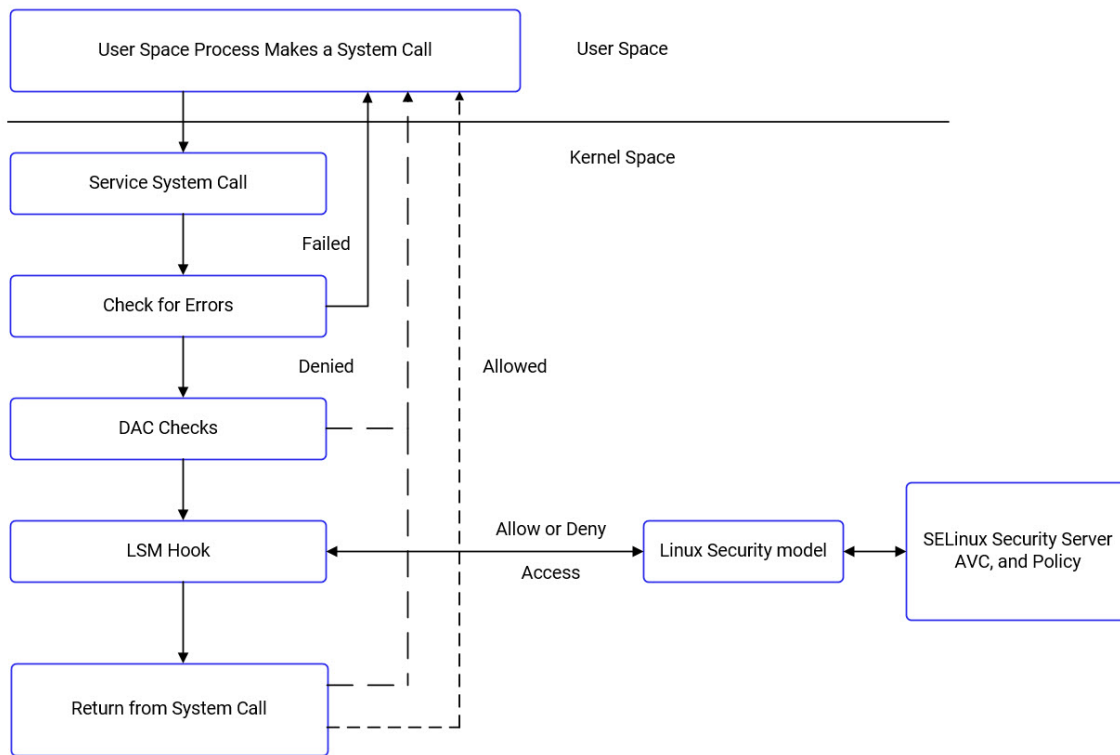 User Space Process Makes a System Call
User Space
Kernel Space
Service System Call
Failed
Check for Errors
Denied
Allowed
DAC Checks
LSM Hook
Allow or Deny
Access
Linux Security model
SELinux Security Server
AVC, and Policy
Return from System Call